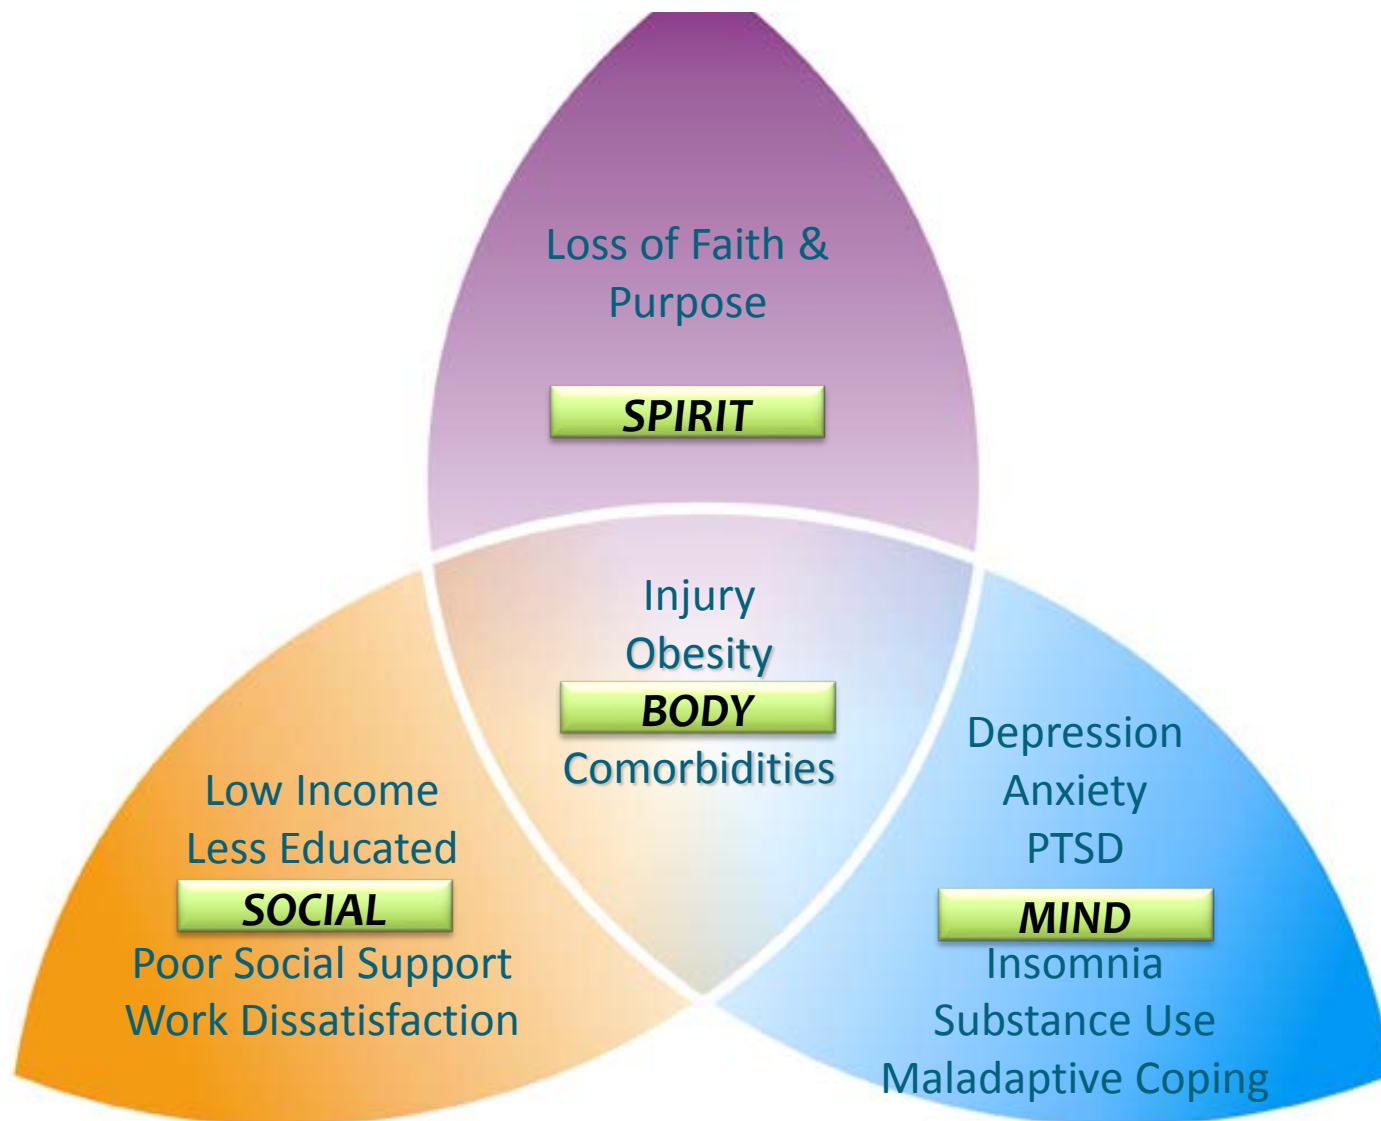 Loss of Faith &
Purpose
SPIRIT
Injury
Obesity
BODY
Comorbidities
Low Income
Less Educated
SOCIAL
Poor Social Support
Work Dissatisfaction
Depression
Anxiety
PTSD
MIND
Insomnia
Substance Use
Maladaptive Coping